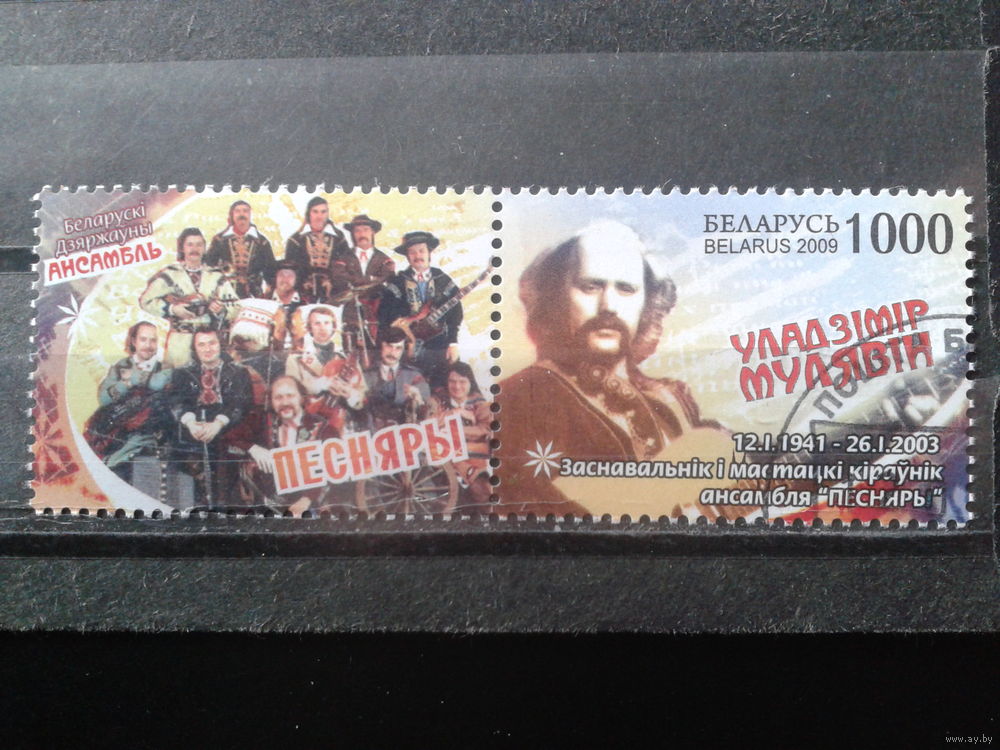 Беларускі
дзяржаўны
АНСАМБЛЬ
ПЕСНЯРЫ
БЕЛАРУСЬ 1000
BELARUS 2009
УЛАДЗІМІР
МУЛЯВІН
12.I.1941 - 26.I.2003
Заснавальнік і мастацкі кіраўнік
ансамбля "ПЕСНЯРЫ"
www.ay.by